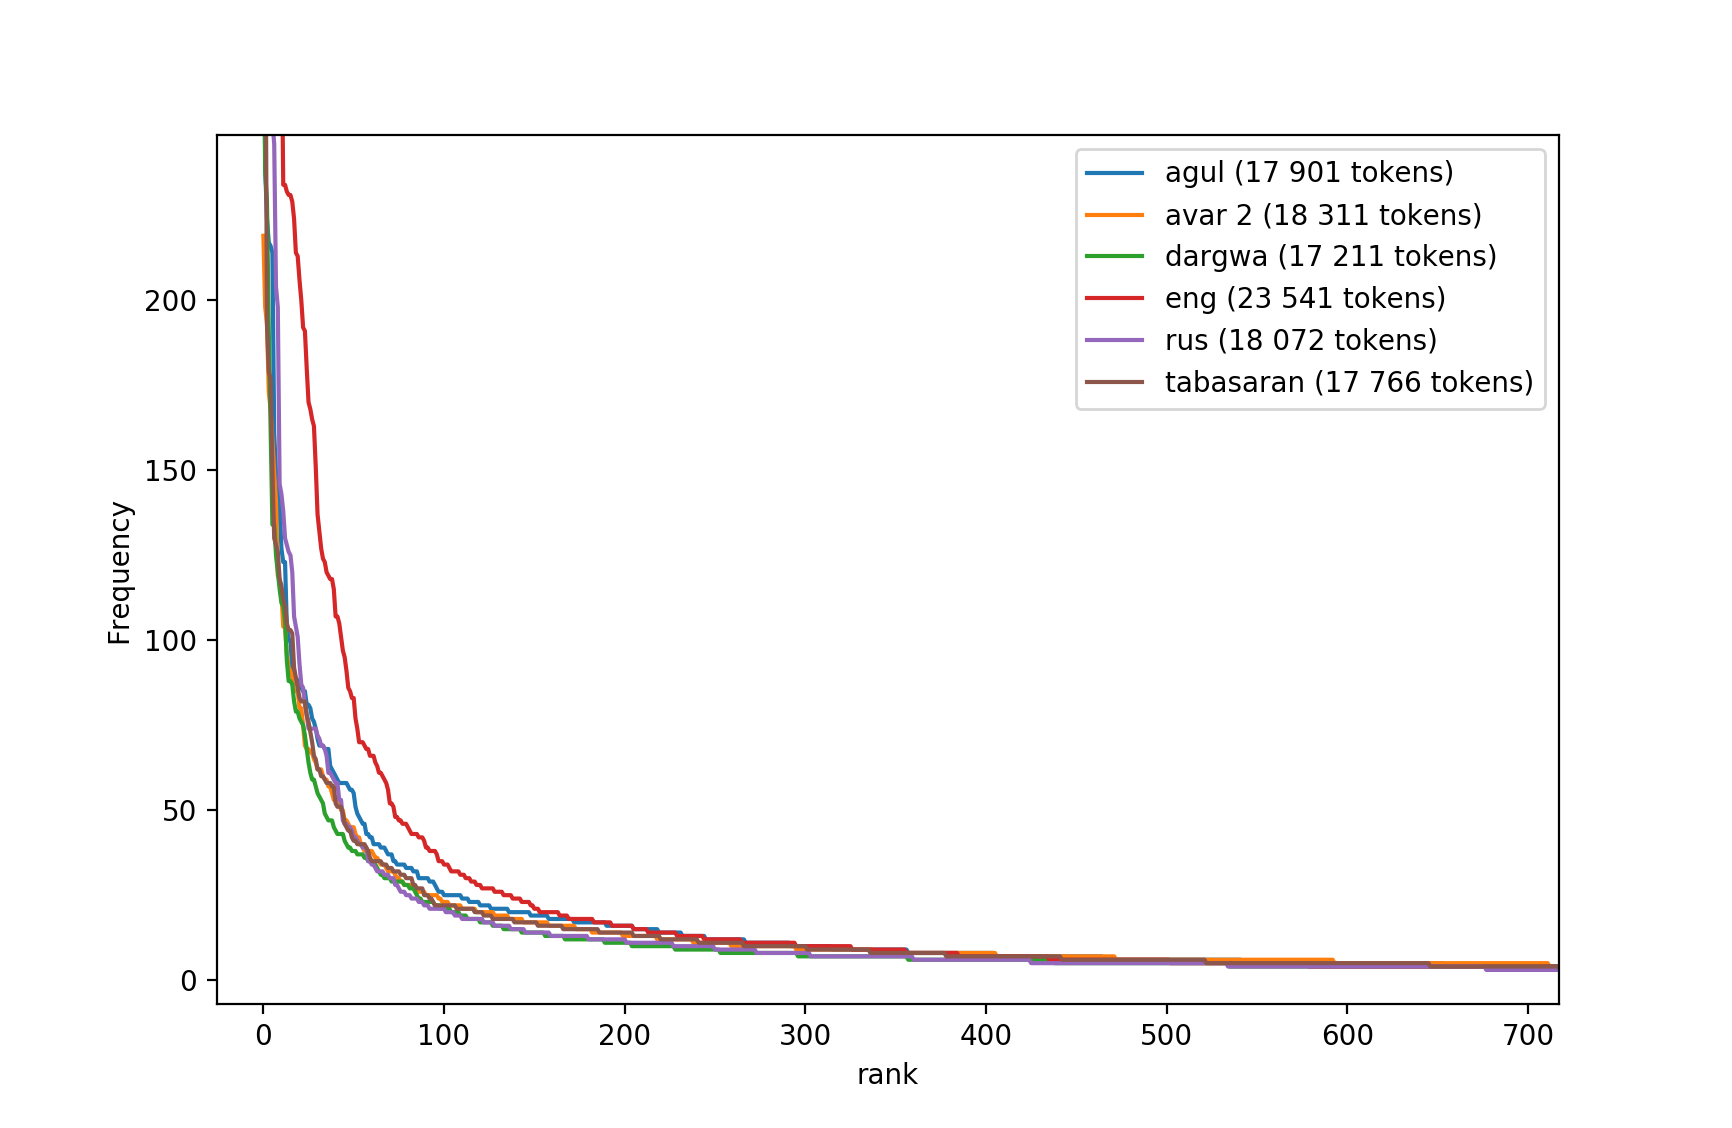 agul (17 901 tokens)
avar 2 (18 311 tokens)
dargwa (17 211 tokens)
eng (23 541 tokens)
rus (18 072 tokens)
tabasaran (17 766 tokens)
200
150
100
50
0
Frequency
0 100 200 300 400 500 600 700
rank